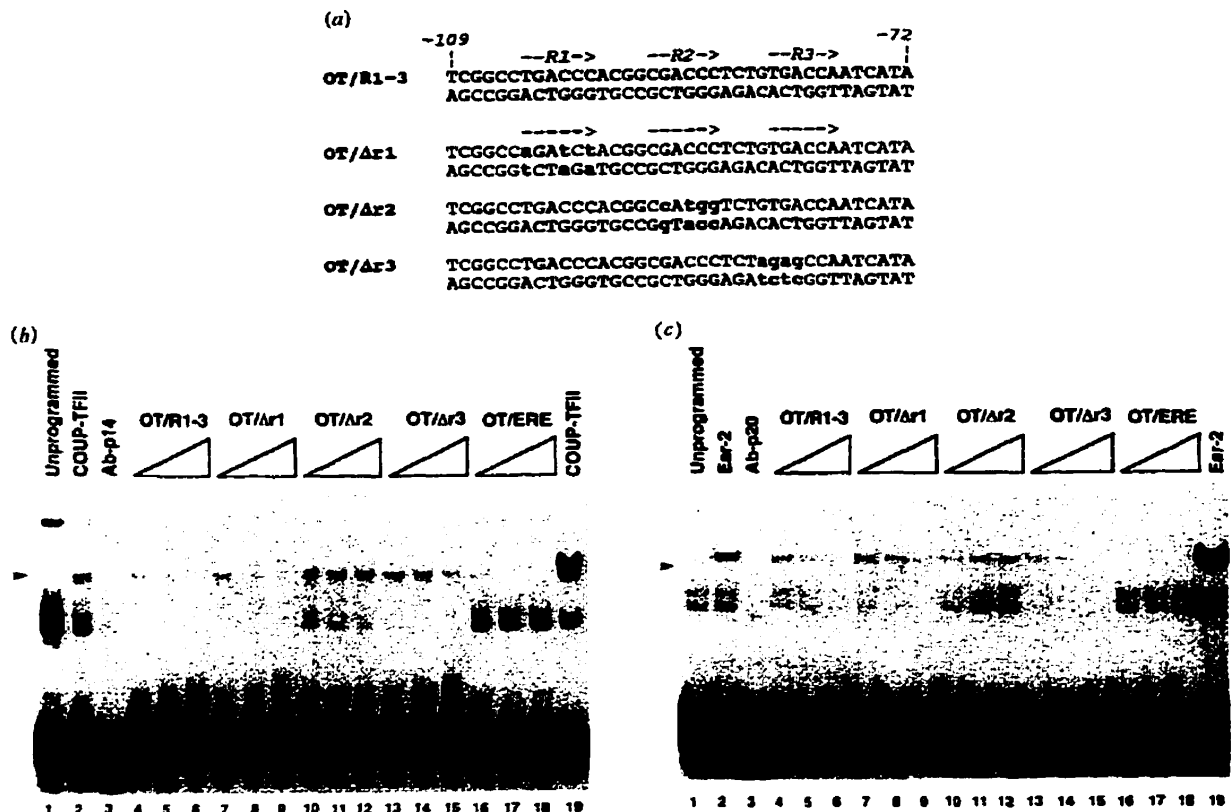 (a)
-109 -72
--R1-> --R2-> --R3->
OT/R1-3 TCGGCCTGACCCACGGCGACCCTCTGTGACCAATCATA
AGCCGGACTGGGTGCCGCTGGGAGACACTGGTTAGTAT
-----> -----> ----->
OT/Δr1 TCGGCCaGAtCtACGGCGACCCTCTGTGACCAATCATA
AGCCGGtCTaGaTGCCGCTGGGAGACACTGGTTAGTAT
OT/Δr2 TCGGCCTGACCCACGGCcAtggTCTGTGACCAATCATA
AGCCGGACTGGGTGCCGgTaccAGACACTGGTTAGTAT
OT/Δr3 TCGGCCTGACCCACGGCGACCCTCTagagCCAATCATA
AGCCGGACTGGGTGCCGCTGGGAGAtctcGGTTAGTAT
(b)
Unprogrammed COUP-TFII Ab-p14 OT/R1-3 OT/Δr1 OT/Δr2 OT/Δr3 OT/ERE COUP-TFII
1 2 3 4 5 6 7 8 9 10 11 12 13 14 15 16 17 18 19
(c)
Unprogrammed Ear-2 Ab-p20 OT/R1-3 OT/Δr1 OT/Δr2 OT/Δr3 OT/ERE Ear-2
1 2 3 4 5 6 7 8 9 10 11 12 13 14 15 16 17 18 19